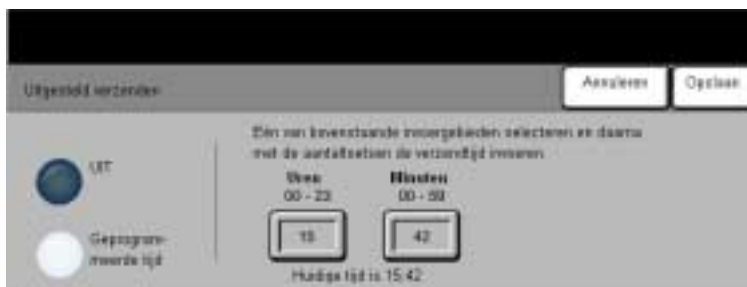 Uitgesteld verzenden
Annuleren
Opslaan
Eén van bovenstaande invoergebieden selecteren en daarna
met de aantaltoetsen de verzendtijd invoeren.
UIT
Uren
00 - 23
Minuten
00 - 59
15
42
Geprogram-
meerde tijd
Huidige tijd is 15:42